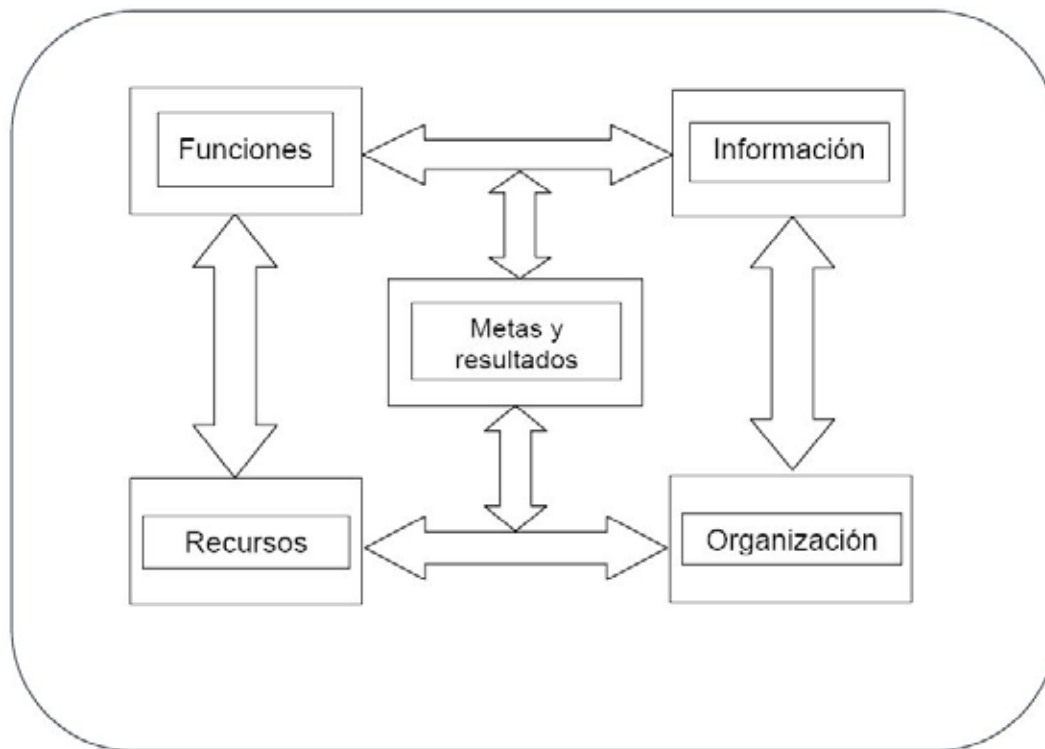 Funciones
Información
Metas y
resultados
Recursos
Organización